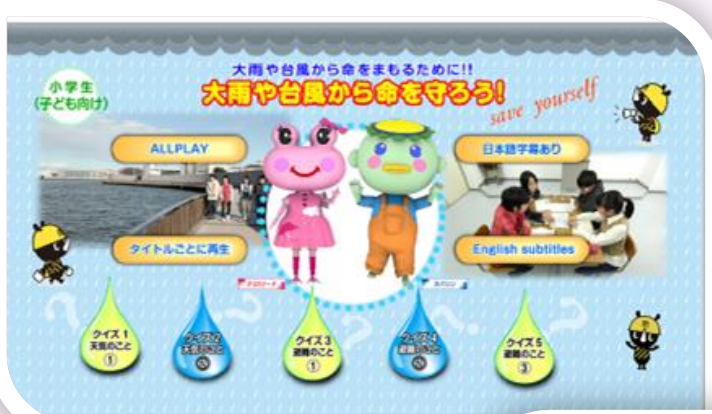 大雨や台風から命をまもるために!!
大雨や台風から命を守ろう!
save yourself
小学生
(子ども向け)
ALLPLAY
日本語字幕あり
タイトルごとに再生
English subtitles
クイズ1
天気のこと
①
クイズ2
天気のこと
クイズ3
避難のこと
①
クイズ4
避難のこと
クイズ5
避難のこと
③